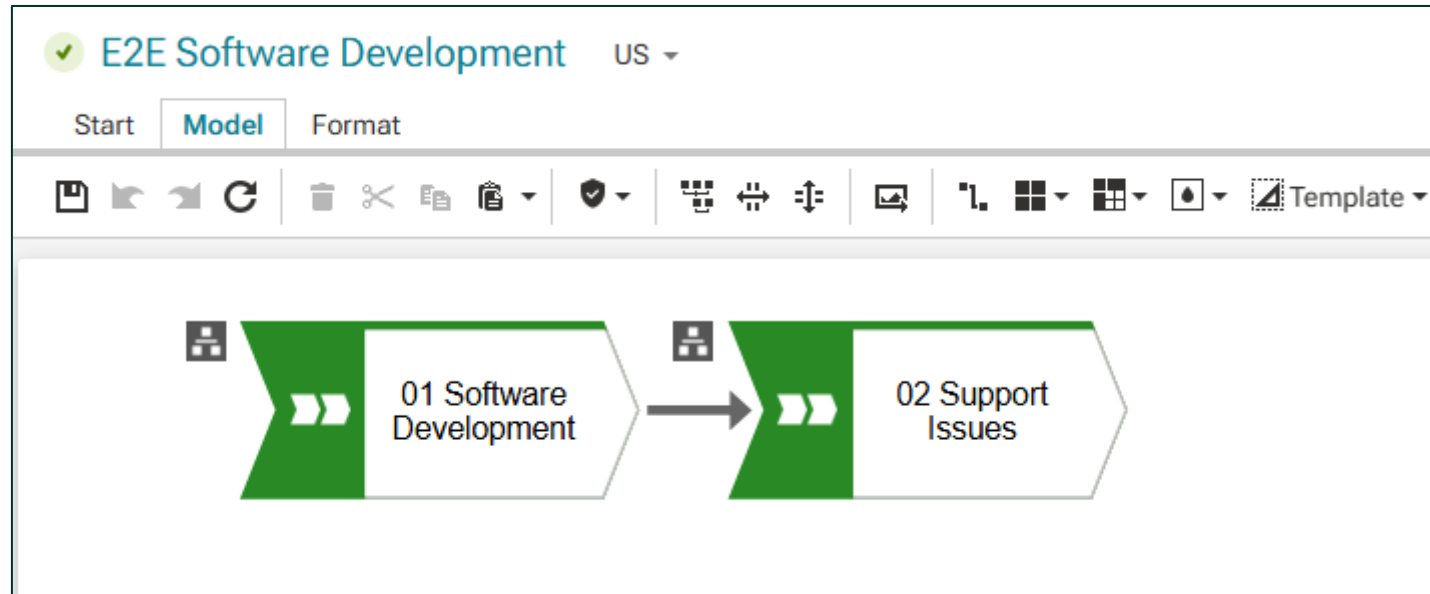 E2E Software Development US
Start Model Format
Template
01 Software
Development
02 Support
Issues